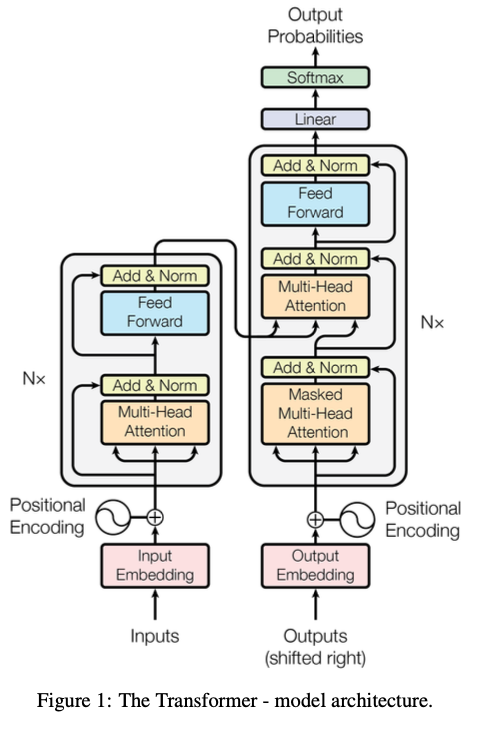 Output
Probabilities
Softmax
Linear
Add & Norm
Feed
Forward
Add & Norm
Multi-Head
Attention
Add & Norm
Masked
Multi-Head
Attention
Nx
Add & Norm
Feed
Forward
Add & Norm
Multi-Head
Attention
Nx
Positional
Encoding
Positional
Encoding
Input
Embedding
Output
Embedding
Inputs
Outputs
(shifted right)
Figure 1: The Transformer - model architecture.